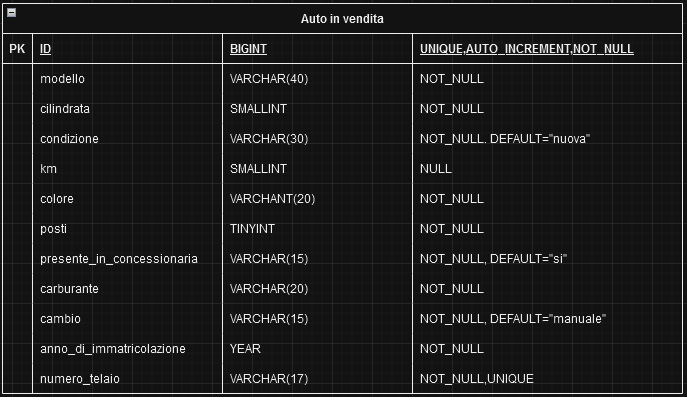 Auto in vendita
PK ID BIGINT UNIQUE,AUTO_INCREMENT,NOT_NULL
modello VARCHAR(40) NOT_NULL
cilindrata SMALLINT NOT_NULL
condizione VARCHAR(30) NOT_NULL. DEFAULT="nuova"
km SMALLINT NULL
colore VARCHANT(20) NOT_NULL
posti TINYINT NOT_NULL
presente_in_concessionaria VARCHAR(15) NOT_NULL, DEFAULT="si"
carburante VARCHAR(20) NOT_NULL
cambio VARCHAR(15) NOT_NULL, DEFAULT="manuale"
anno_di_immatricolazione YEAR NOT_NULL
numero_telaio VARCHAR(17) NOT_NULL,UNIQUE